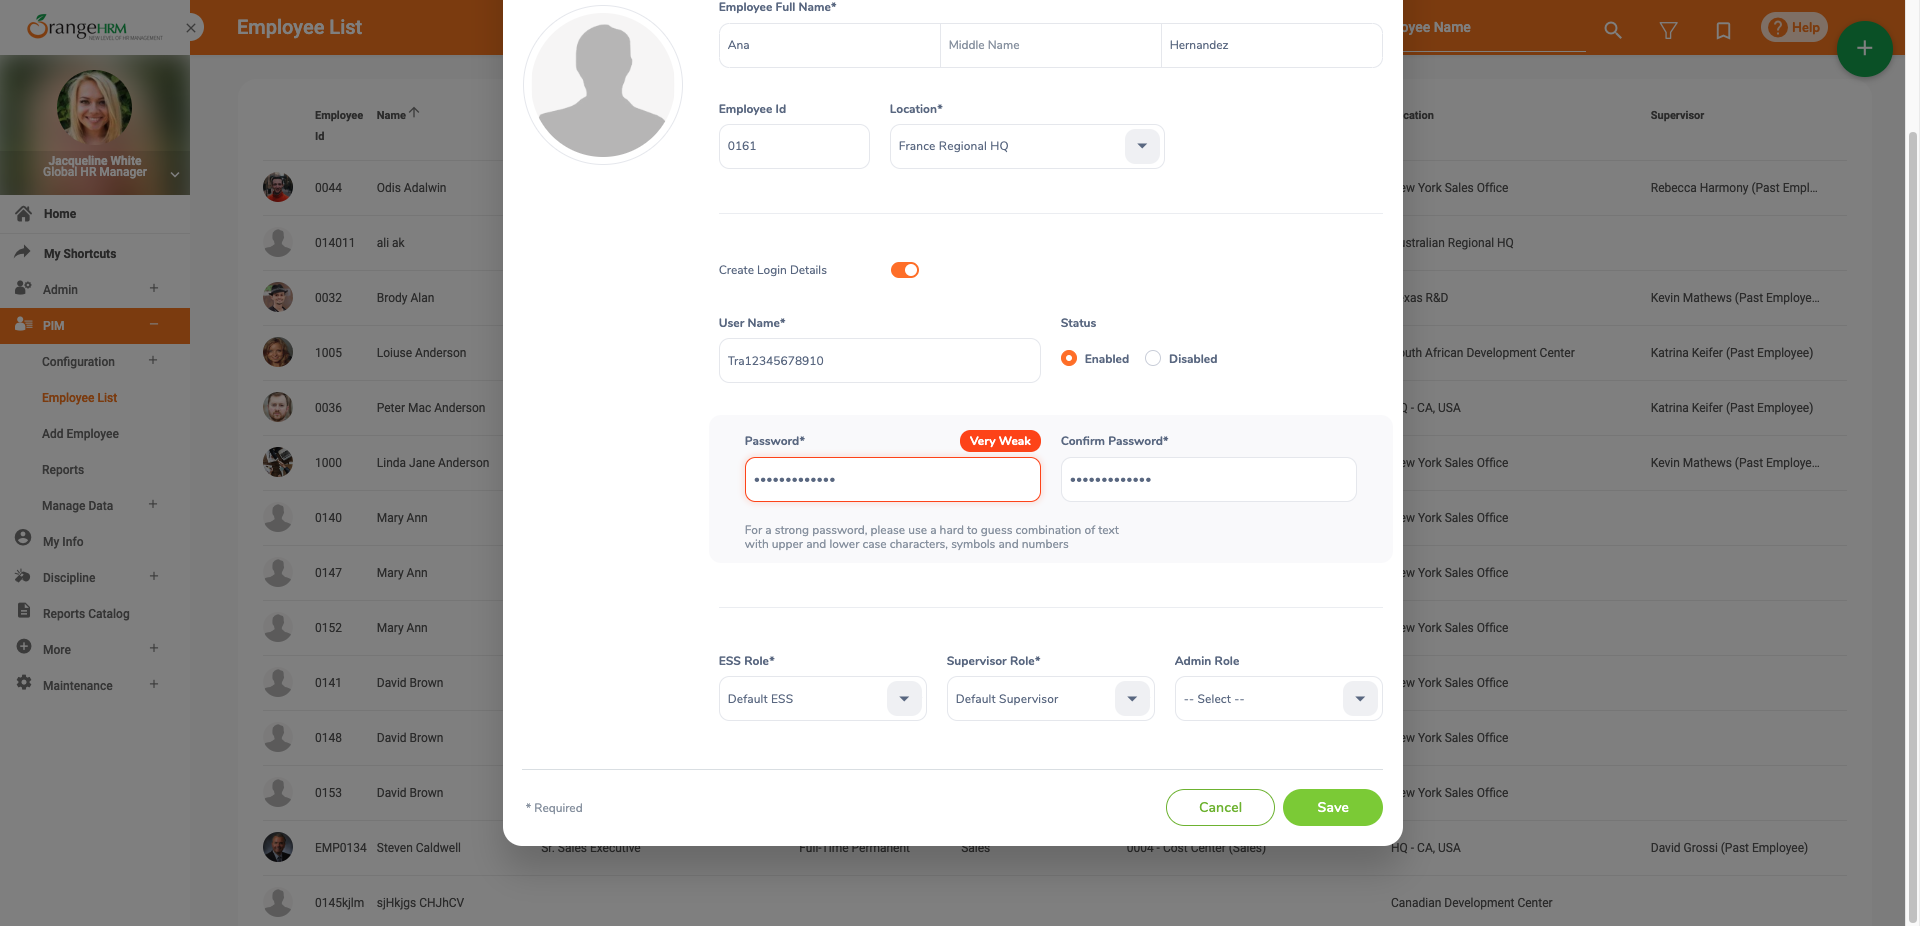 OrangeHRM
NEW LEVEL OF HR MANAGEMENT
Employee List
oyee Name
Help
Jacqueline White
Global HR Manager
Home
My Shortcuts
Admin
PIM
Configuration
Employee List
Add Employee
Reports
Manage Data
My Info
Discipline
Reports Catalog
More
Maintenance
Employee Id
Name
cation
Supervisor
0044 Odis Adalwin ew York Sales Office Rebecca Harmony (Past Empl...
014011 ali ak ustralian Regional HQ
0032 Brody Alan xas R&D Kevin Mathews (Past Employe...
1005 Loiuse Anderson outh African Development Center Katrina Keifer (Past Employee)
0036 Peter Mac Anderson Q - CA, USA Katrina Keifer (Past Employee)
1000 Linda Jane Anderson ew York Sales Office Kevin Mathews (Past Employe...
0140 Mary Ann ew York Sales Office
0147 Mary Ann ew York Sales Office
0152 Mary Ann ew York Sales Office
0141 David Brown ew York Sales Office
0148 David Brown ew York Sales Office
0153 David Brown ew York Sales Office
EMP0134 Steven Caldwell Sr. Sales Executive Full-Time Permanent Sales 0004 - Cost Center (Sales) HQ - CA, USA David Grossi (Past Employee)
0145kjlm sjHkjgs CHJhCV Canadian Development Center
Employee Full Name*
Ana Middle Name Hernandez
Employee Id Location*
0161 France Regional HQ
Create Login Details
User Name* Status
Tra12345678910 Enabled Disabled
Password* Very Weak Confirm Password*
••••••••••••• •••••••••••••
For a strong password, please use a hard to guess combination of text
with upper and lower case characters, symbols and numbers
ESS Role* Supervisor Role* Admin Role
Default ESS Default Supervisor -- Select --
* Required Cancel Save